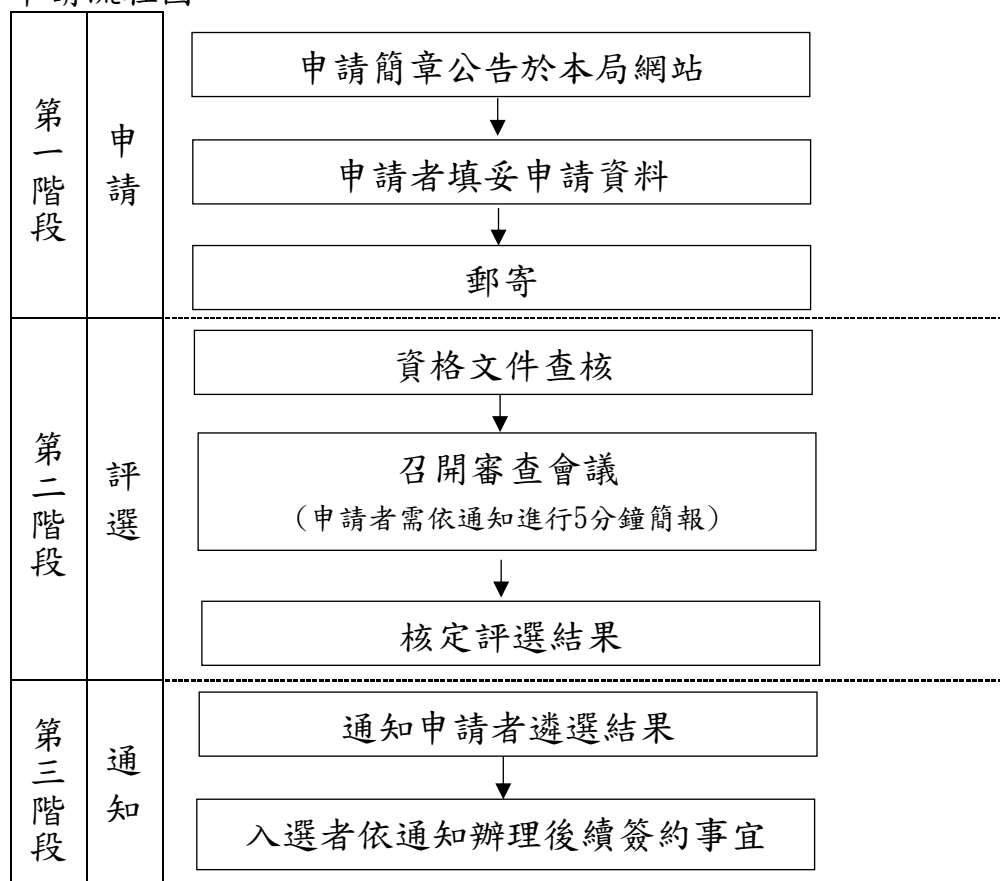 第一階段
申請
申請簡章公告於本局網站
申請者填妥申請資料
郵寄
第二階段
評選
資格文件查核
召開審查會議
(申請者需依通知進行5分鐘簡報)
核定評選結果
第三階段
通知
通知申請者遴選結果
入選者依通知辦理後續簽約事宜